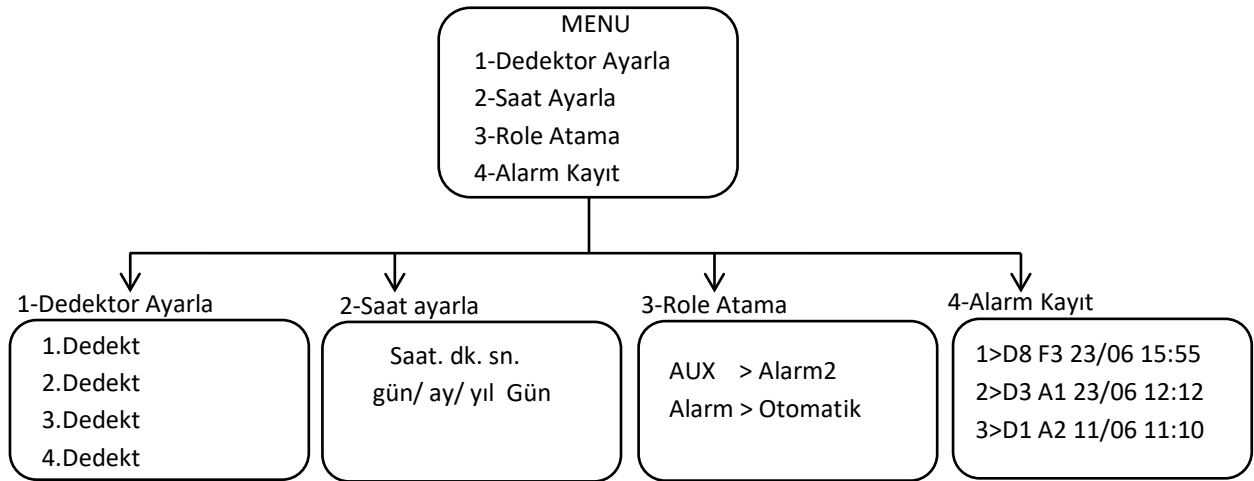 MENU
1-Dedektor Ayarla
2-Saat Ayarla
3-Role Atama
4-Alarm Kayıt
1-Dedektor Ayarla
1.Dedekt
2.Dedekt
3.Dedekt
4.Dedekt
2-Saat ayarla
Saat. dk. sn.
gün/ ay/ yıl Gün
3-Role Atama
AUX > Alarm2
Alarm > Otomatik
4-Alarm Kayıt
1>D8 F3 23/06 15:55
2>D3 A1 23/06 12:12
3>D1 A2 11/06 11:10